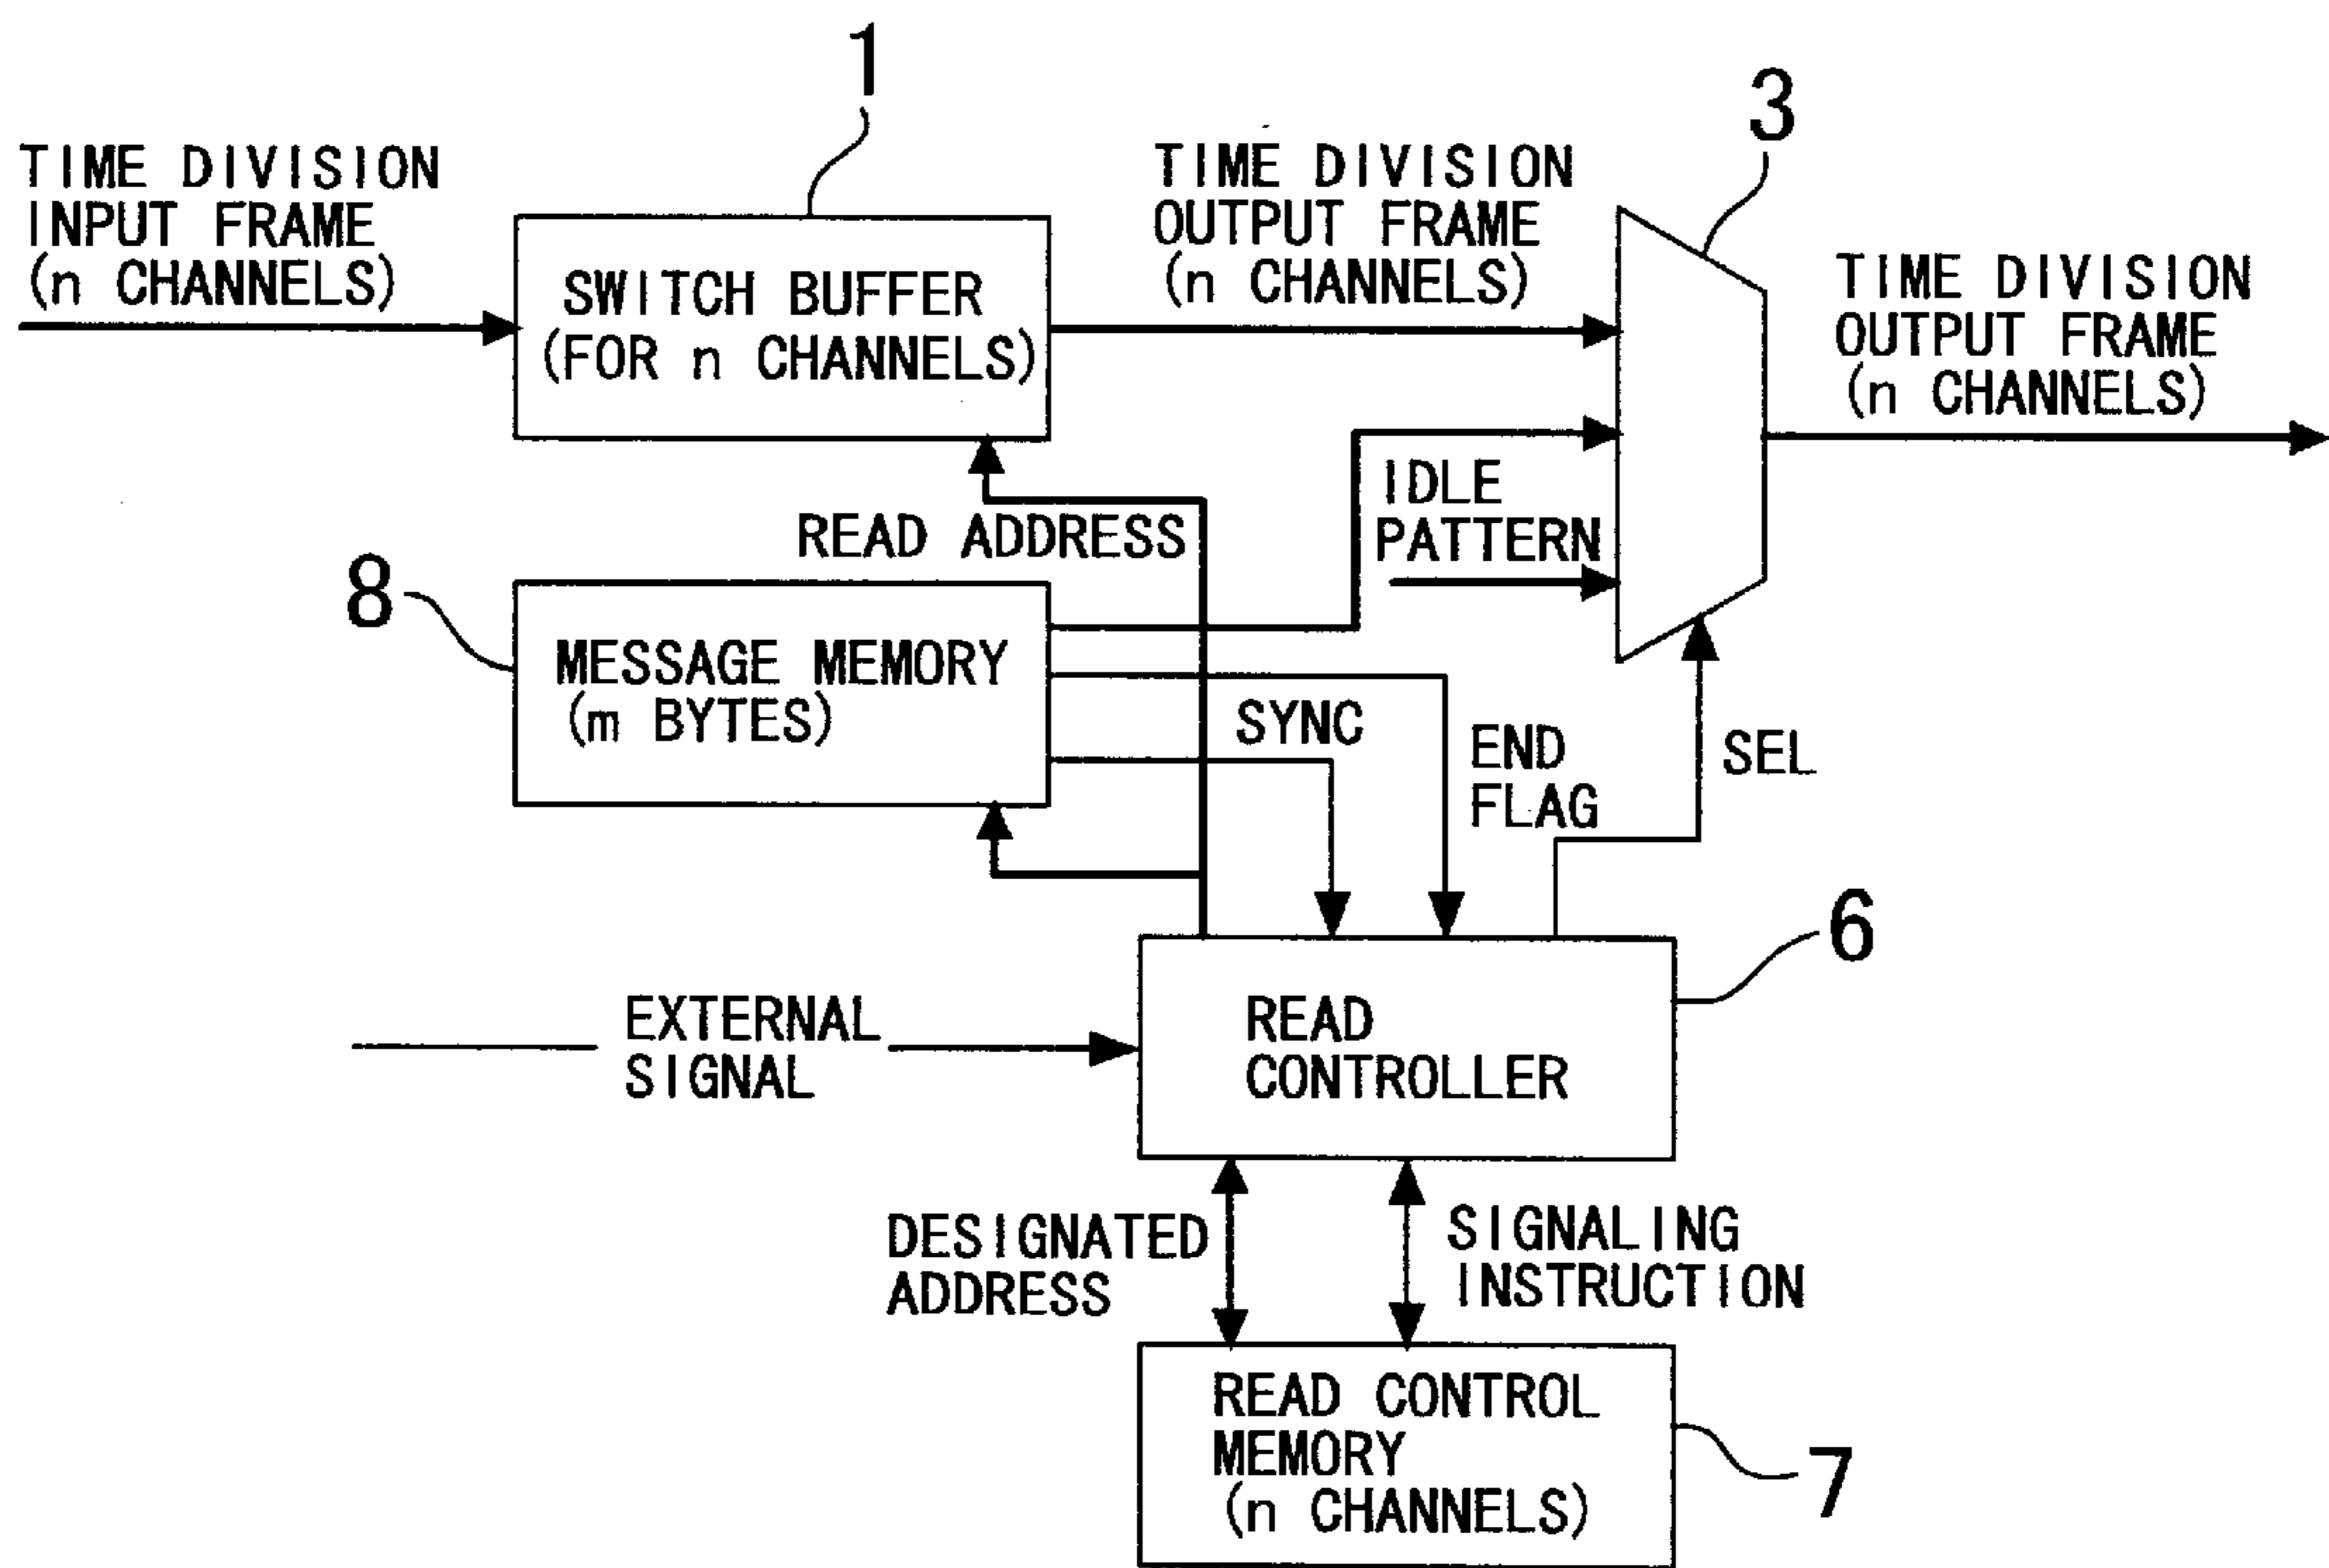 1
TIME DIVISION
INPUT FRAME
(n CHANNELS)
SWITCH BUFFER
(FOR n CHANNELS)
TIME DIVISION
OUTPUT FRAME
(n CHANNELS)
3
TIME DIVISION
OUTPUT FRAME
(n CHANNELS)
READ ADDRESS
IDLE
PATTERN
8
MESSAGE MEMORY
(m BYTES)
SYNC
END
FLAG
SEL
EXTERNAL
SIGNAL
READ
CONTROLLER
6
DESIGNATED
ADDRESS
SIGNALING
INSTRUCTION
READ CONTROL
MEMORY
(n CHANNELS)
7